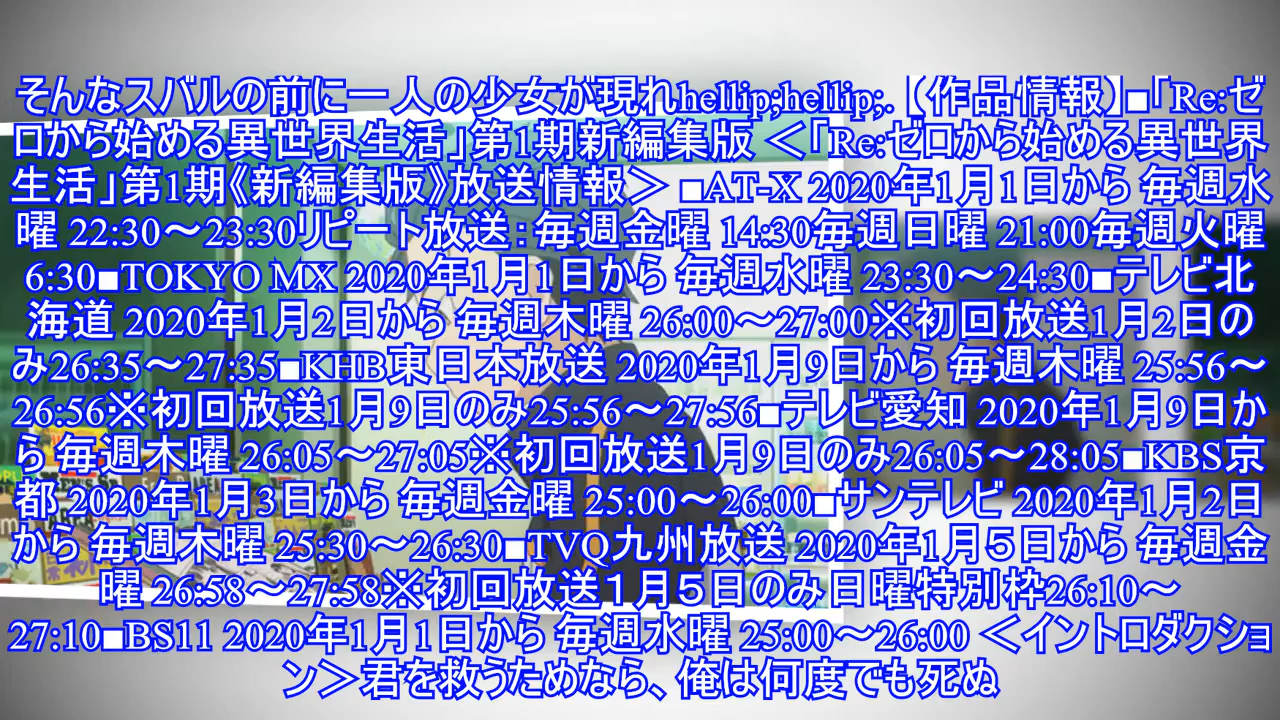 そんなスバルの前に一人の少女が現れhellip;hellip;.【作品情報】■「Re:ゼ
ロから始める異世界生活」第1期新編集版 ＜「Re:ゼロから始める異世界
生活」第1期《新編集版》放送情報＞ ■AT-X 2020年1月1日から 毎週水
曜 22:30～23:30リピート放送：毎週金曜 14:30毎週日曜 21:00毎週火曜
6:30■TOKYO MX 2020年1月1日から 毎週水曜 23:30～24:30■テレビ北
海道 2020年1月2日から 毎週木曜 26:00～27:00※初回放送1月2日の
み26:35～27:35■KHB東日本放送 2020年1月9日から 毎週木曜 25:56～
26:56※初回放送1月9日のみ25:56～27:56■テレビ愛知 2020年1月9日か
ら 毎週木曜 26:05～27:05※初回放送1月9日のみ26:05～28:05■KBS京
都 2020年1月3日から 毎週金曜 25:00～26:00■サンテレビ 2020年1月2日
から 毎週木曜 25:30～26:30■TVQ九州放送 2020年1月５日から 毎週金
曜 26:58～27:58※初回放送１月５日のみ日曜特別枠26:10～
27:10■BS11 2020年1月1日から 毎週水曜 25:00～26:00 ＜イントロダクショ
ン＞君を救うためなら、俺は何度でも死ぬ